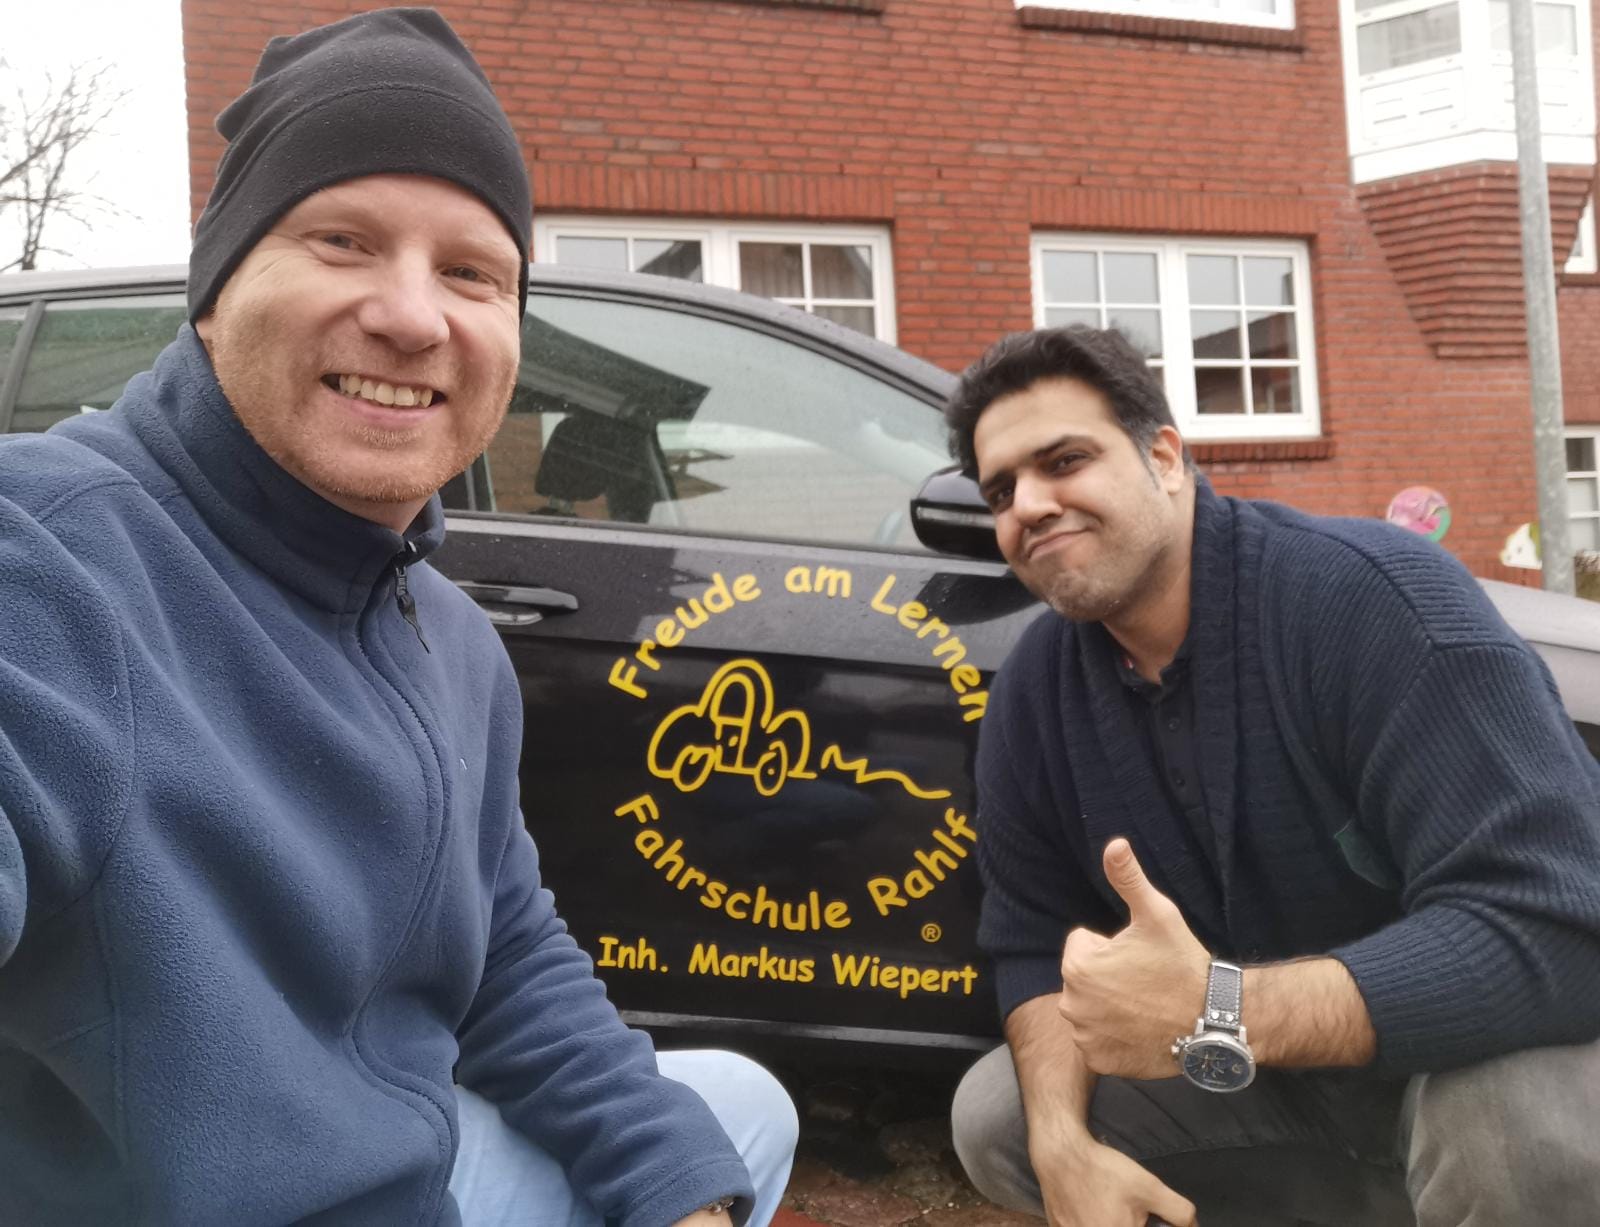 Freude am Lernen
Fahrschule Rahlf
®
Inh. Markus Wiepert